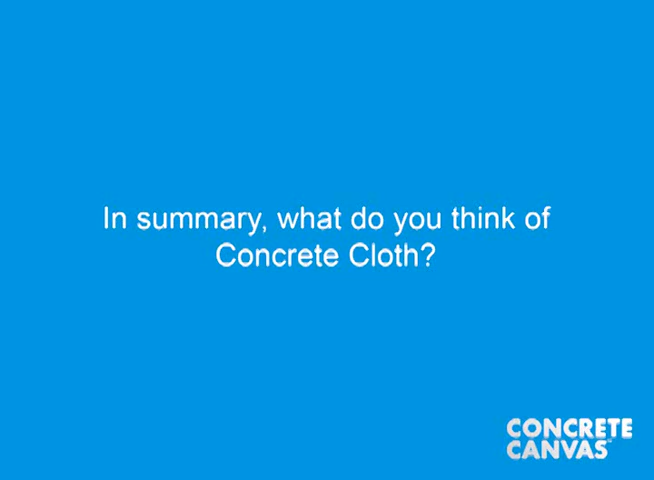 In summary, what do you think of
Concrete Cloth?
CONCRETE
CANVAS